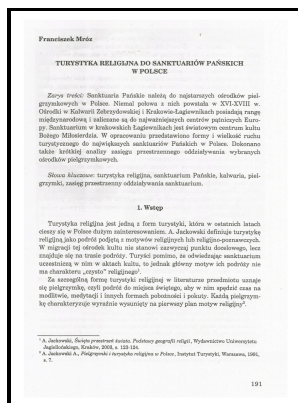 Franciszek Mróz
TURYSTYKA RELIGIJNA DO SANKTUARIÓW PAŃSKICH
W POLSCE
Zarys treści: Sanktuaria Pańskie należą do najstarszych ośrodków piel-
grzymkowych w Polsce. Niemal połowa z nich powstała w XVI-XVIII w.
Ośrodki w Kalwarii Zebrzydowskiej i Krakowie-Łagiewnikach posiadają rangę
międzynarodową i zaliczane są do najważniejszych centrów pątniczych Euro-
py. Sanktuarium w krakowskich Łagiewnikach jest światowym centrum kultu
Bożego Miłosierdzia. W opracowaniu przedstawiono formy i wielkość ruchu
turystycznego do największych sanktuariów Pańskich w Polsce. Dokonano
także krótkiej analizy zasięgu przestrzennego oddziaływania wybranych
ośrodków pielgrzymkowych.
Słowa kluczowe: turystyka religijna, sanktuarium Pańskie, kalwaria, piel-
grzymki, zasięg przestrzenny oddziaływania sanktuarium.
1. Wstęp
Turystyka religijna jest jedną z form turystyki, która w ostatnich latach
cieszy się w Polsce dużym zainteresowaniem. A. Jackowski definiuje turystykę
religijną jako podróż podjętą z motywów religijnych lub religijno-poznawczych.
W migracji tej ośrodek kultu nie stanowi zazwyczaj punktu docelowego, lecz
znajduje się na trasie podróży. Turyści pomimo, że zwiedzając sanktuarium
uczestniczą w nim w aktach kultu, to jednak główny motyw ich podróży nie
ma charakteru „czysto” religijnego¹.
Za szczególną formę turystyki religijnej w literaturze przedmiotu uznaje
się pielgrzymkę, czyli podróż do miejsca świętego, aby w nim spędzić czas na
modlitwie, medytacji i innych formach pobożności i pokuty. Każdą pielgrzym-
kę charakteryzuje wyraźnie wysunięty na pierwszy plan motyw religijny².
¹ A. Jackowski, Święta przestrzeń świata. Podstawy geografii religii, Wydawnictwo Uniwersytetu
Jagiellońskiego, Kraków, 2003, s. 123-124.
² A. Jackowski A., Pielgrzymki i turystyka religijna w Polsce, Instytut Turystyki, Warszawa, 1991,
s. 7.
191